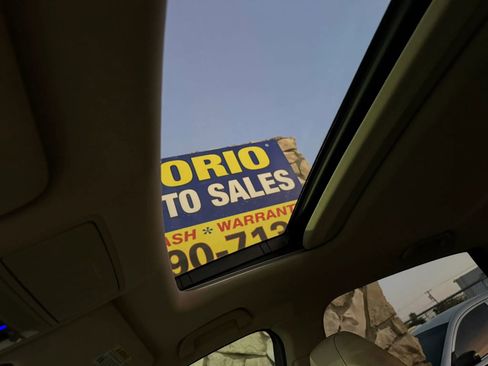 ORIO
TO SALES
ASH * WARRANT
90-713